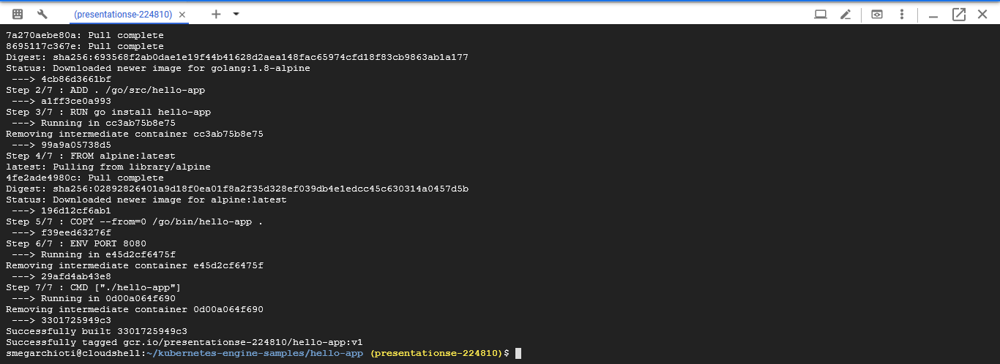 (presentationse-224810)
7a270aebe80a: Pull complete
8695117c367e: Pull complete
Digest: sha256:693568f2ab0dae1e19f44b41628d2aea148fac65974cfd18f83cb9863ab1a177
Status: Downloaded newer image for golang:1.8-alpine
 ---> 4cb86d3661bf
Step 2/7 : ADD . /go/src/hello-app
 ---> a1ff3ce0a993
Step 3/7 : RUN go install hello-app
 ---> Running in cc3ab75b8e75
Removing intermediate container cc3ab75b8e75
 ---> 99a9a05738d5
Step 4/7 : FROM alpine:latest
latest: Pulling from library/alpine
4fe2ade4980c: Pull complete
Digest: sha256:02892826401a9d18f0ea01f8a2f35d328ef039db4e1edcc45c630314a0457d5b
Status: Downloaded newer image for alpine:latest
 ---> 196d12cf6ab1
Step 5/7 : COPY --from=0 /go/bin/hello-app .
 ---> f39eed63276f
Step 6/7 : ENV PORT 8080
 ---> Running in e45d2cf6475f
Removing intermediate container e45d2cf6475f
 ---> 29afd4ab43e8
Step 7/7 : CMD ["./hello-app"]
 ---> Running in 0d00a064f690
Removing intermediate container 0d00a064f690
 ---> 3301725949c3
Successfully built 3301725949c3
Successfully tagged gcr.io/presentationse-224810/hello-app:v1
smegarchioti@cloudshell:~/kubernetes-engine-samples/hello-app (presentationse-224810)$